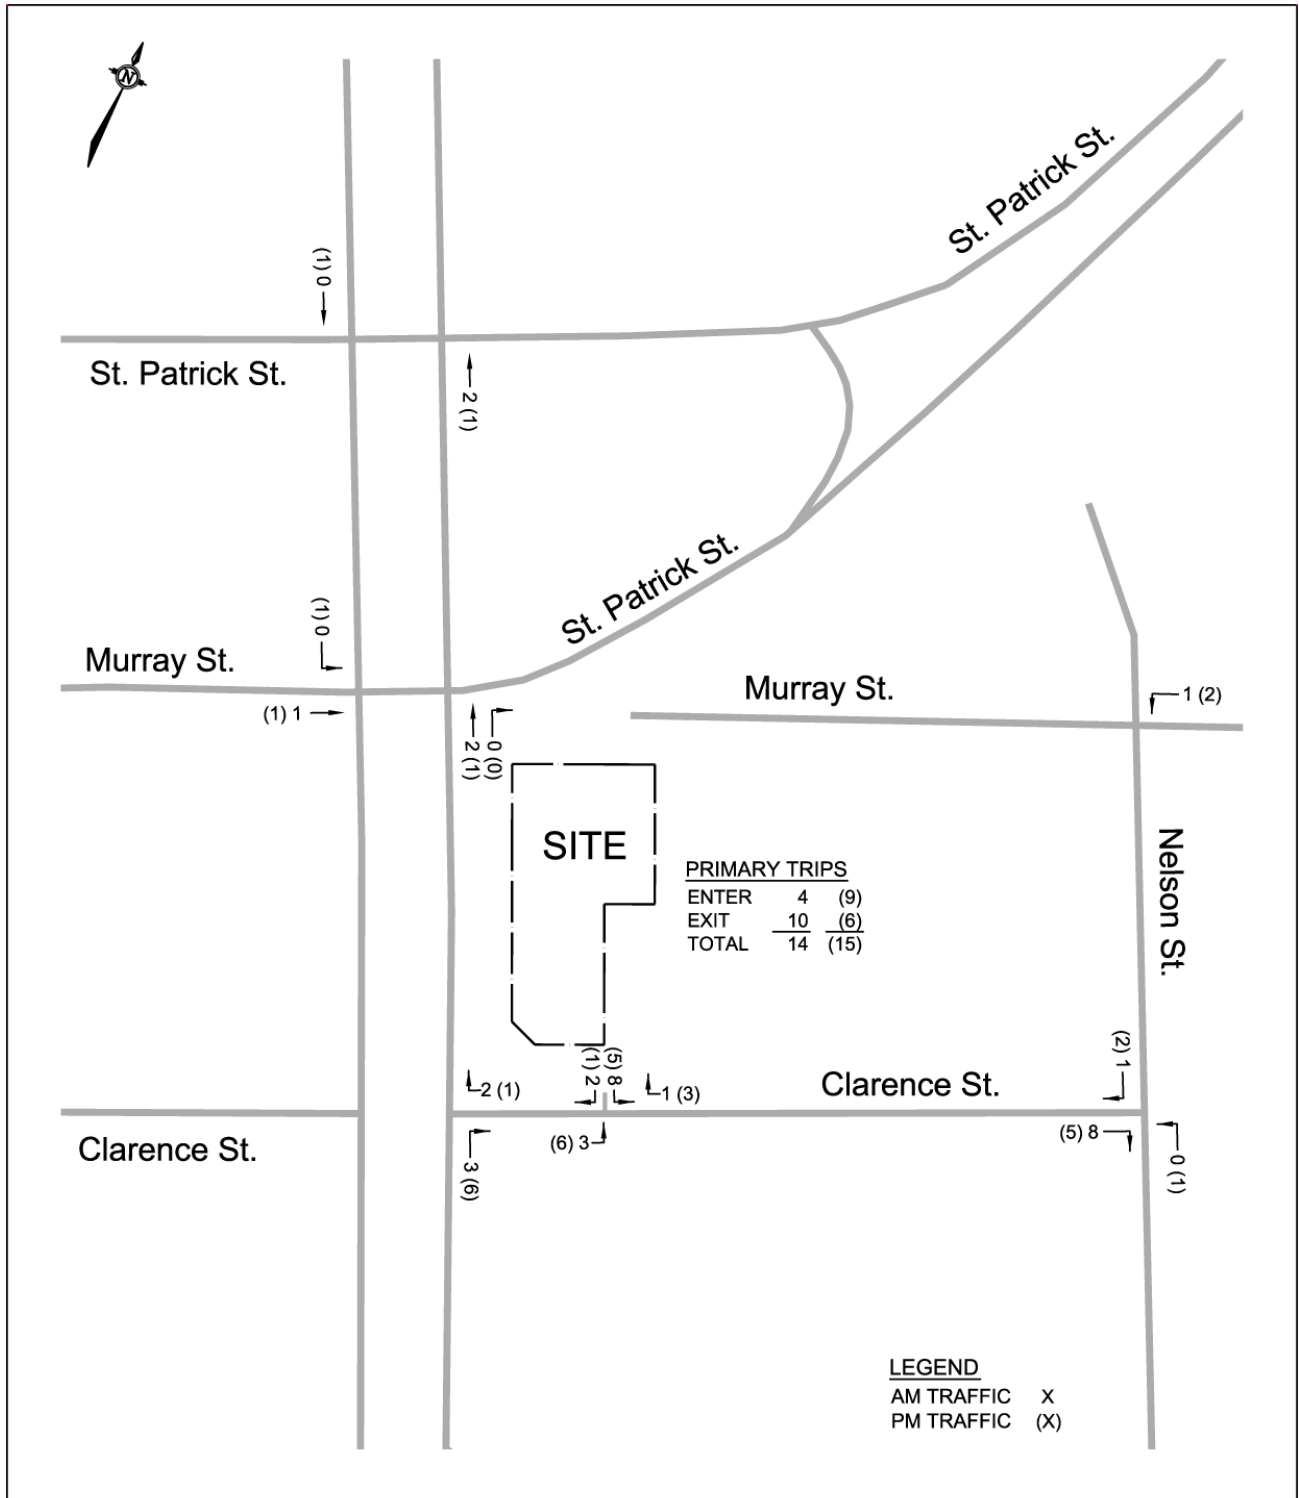 N
St. Patrick St.
(1) 0
St. Patrick St.
2 (1)
St. Patrick St.
(1) 0
Murray St.
(1) 1
Murray St.
1 (2)
0 (0)
2 (1)
SITE
PRIMARY TRIPS
ENTER 4 (9)
EXIT 10 (6)
TOTAL 14 (15)
Nelson St.
(5) 8
(1) 2
2 (1)
1 (3)
Clarence St.
(2) 1
Clarence St.
(6) 3
3 (6)
(5) 8
0 (1)
LEGEND
AM TRAFFIC X
PM TRAFFIC (X)